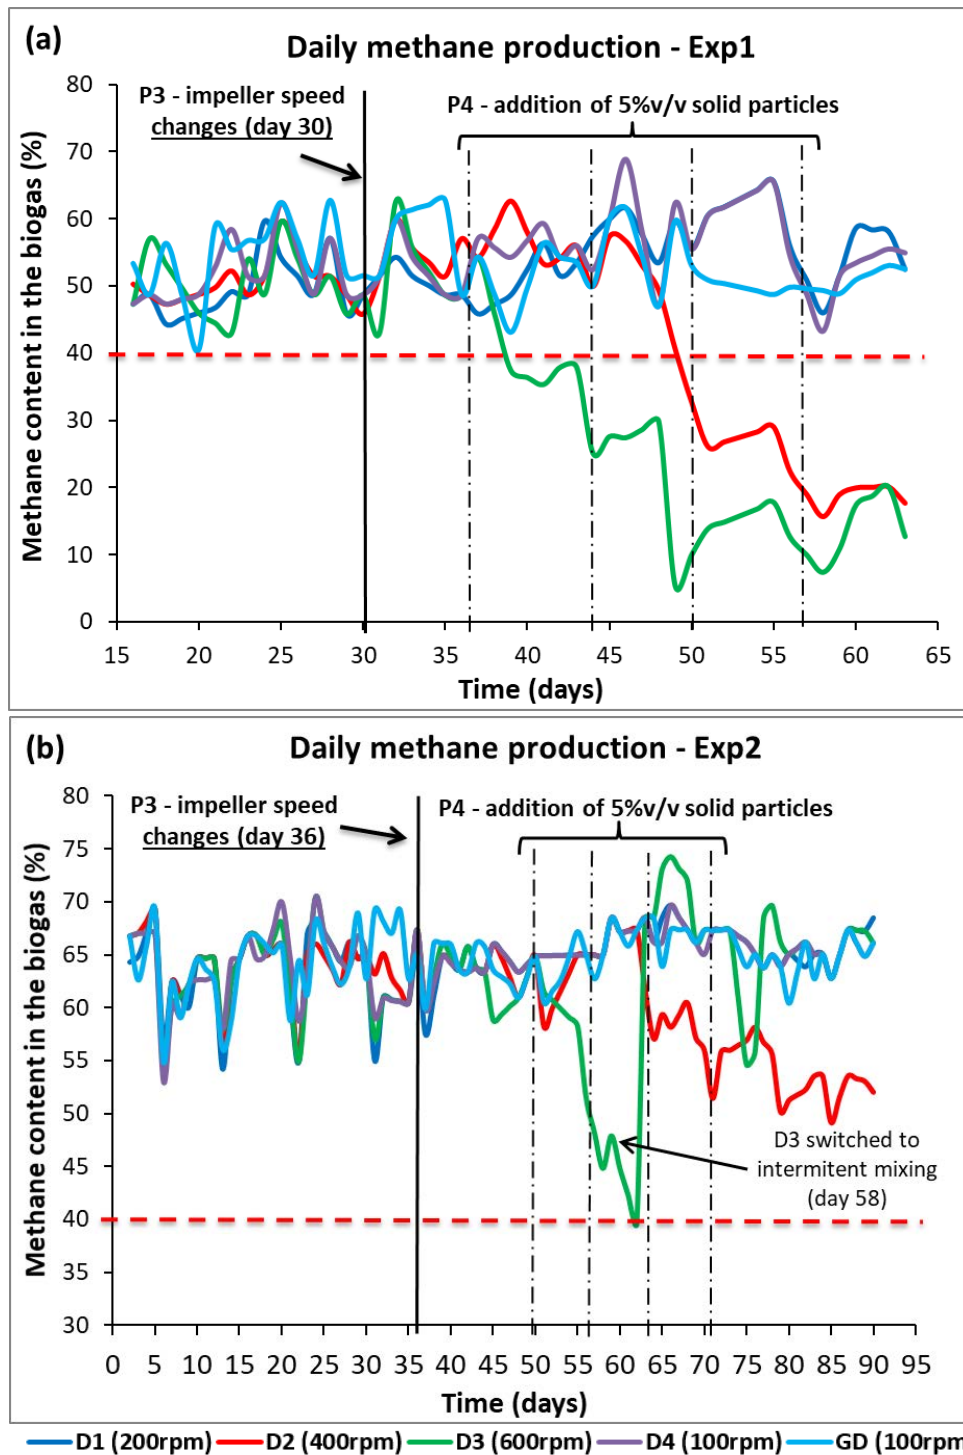 (a)
Daily methane production - Exp1
P3 - impeller speed
changes (day 30)
P4 - addition of 5%v/v solid particles
Methane content in the biogas (%)
80
70
60
50
40
30
20
10
0
15 20 25 30 35 40 45 50 55 60 65
Time (days)
(b)
Daily methane production - Exp2
P3 - impeller speed
changes (day 36)
P4 - addition of 5%v/v solid particles
Methane content in the biogas (%)
80
75
70
65
60
55
50
45
40
35
30
D3 switched to
intermitent mixing
(day 58)
0 5 10 15 20 25 30 35 40 45 50 55 60 65 70 75 80 85 90 95
Time (days)
D1 (200rpm) D2 (400rpm) D3 (600rpm) D4 (100rpm) GD (100rpm